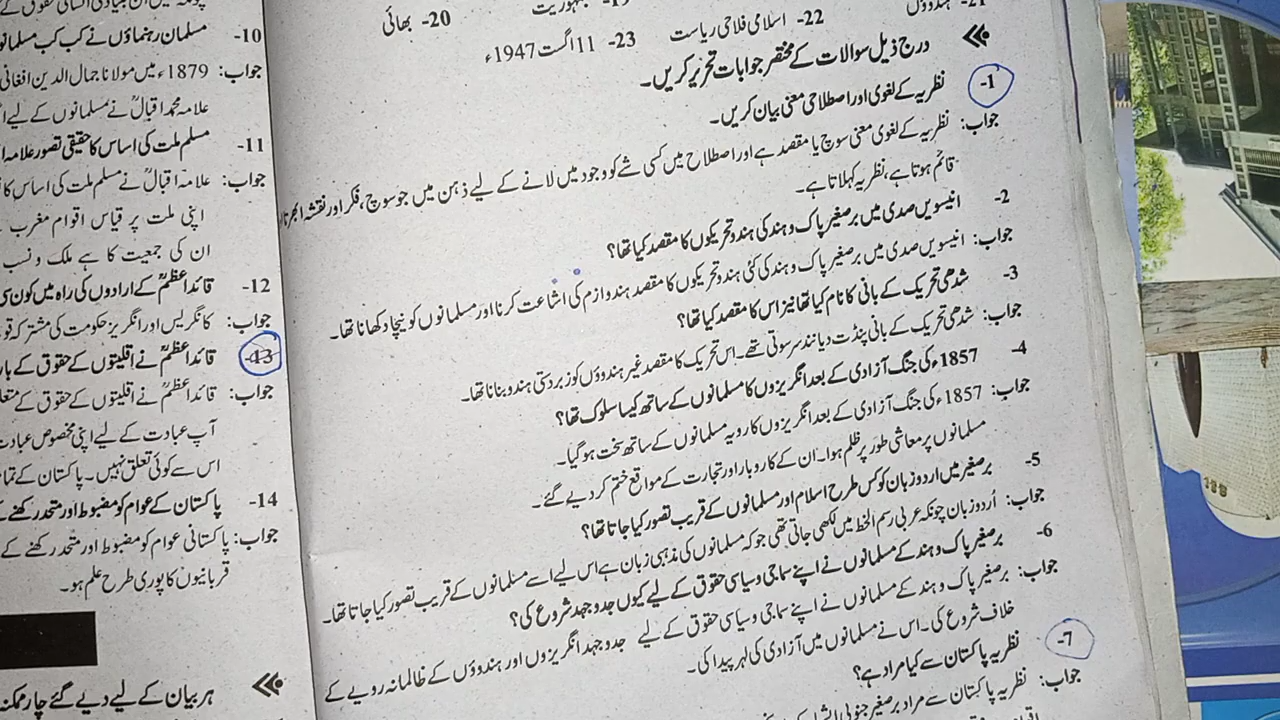 22- اسلامی فلاحی ریاست
20- بھائی
23- 11 اگست 1947ء
درج ذیل سوالات کے مختصر جوابات تحریر کریں۔
1- نظریہ کے لغوی اور اصطلاحی معنی بیان کریں۔
جواب: نظریہ کے لغوی معنی سوچ یا مقصد ہے اور اصطلاح میں کسی شے کو وجود میں لانے کے لیے ذہن میں جو سوچ، فکر اور نقشہ
قائم ہوتا ہے، نظریہ کہلاتا ہے۔
2- انیسویں صدی میں برصغیر پاک و ہند کی ہندو تحریکوں کا مقصد کیا تھا؟
جواب: انیسویں صدی میں برصغیر پاک و ہند کی کئی ہندو تحریکوں کا مقصد ہندو ازم کی اشاعت کرنا اور مسلمانوں کو نیچا دکھانا تھا۔
3- شدھی تحریک کے بانی کا نام کیا تھا نیز اس کا مقصد کیا تھا؟
جواب: شدھی تحریک کے بانی پنڈت دیانند سرسوتی تھے۔ اس تحریک کا مقصد غیر ہندوؤں کو زبردستی ہندو بنانا تھا۔
4- 1857ء کی جنگ آزادی کے بعد انگریزوں کا مسلمانوں کے ساتھ کیسا سلوک تھا؟
جواب: 1857ء کی جنگ آزادی کے بعد انگریزوں کا رویہ مسلمانوں کے ساتھ سخت ہو گیا۔
مسلمانوں پر معاشی طور پر ظلم ہوا۔ ان کے کاروبار اور تجارت کے مواقع ختم کر دیے گئے۔
5- برصغیر میں اردو زبان کو کس طرح اسلام اور مسلمانوں کے قریب تصور کیا جاتا تھا؟
جواب: اُردو زبان چونکہ عربی رسم الخط میں لکھی جاتی تھی جو کہ مسلمانوں کی مذہبی زبان ہے اس لیے اسے مسلمانوں کے قریب تصور کیا جاتا تھا۔
6- برصغیر پاک و ہند کے مسلمانوں نے اپنے سماجی و سیاسی حقوق کے لیے کیوں جدوجہد شروع کی؟
جواب: برصغیر پاک و ہند کے مسلمانوں نے اپنے سماجی و سیاسی حقوق کے لیے جدوجہد انگریزوں اور ہندوؤں کے ظالمانہ رویے کے
خلاف شروع کی۔ اس نے مسلمانوں میں آزادی کی لہر پیدا کی۔
7- نظریہ پاکستان سے کیا مراد ہے؟
جواب: نظریہ پاکستان سے مراد برصغیر جنوبی
10- مسلمان رہنماؤں نے کب کب
جواب: 1879ء میں مولانا جمال الدین افغانی
علامہ محمد اقبالؒ نے مسلمانوں کے لیے
11- مسلم ملت کی اساس کا حقیقی تصور علامہ
جواب: علامہ اقبالؒ نے مسلم ملت کی اساس کا
اپنی ملت پر قیاس اقوام مغرب
ان کی جمعیت کا ہے ملک و نسب
12- قائداعظمؒ کے ارادوں کی راہ میں کون سی
جواب: کانگریس اور انگریز حکومت کی مشترکہ
13- قائداعظمؒ نے اقلیتوں کے حقوق کے
جواب: قائداعظمؒ نے اقلیتوں کے حقوق کے
آپ عبادت کے لیے اپنی مخصوص
اس سے کوئی تعلق نہیں۔ پاکستان کے
14- پاکستان کے عوام کو مضبوط اور متحد رکھنے
جواب: پاکستانی عوام کو مضبوط اور متحد رکھنے کے
قربانیوں کا پوری طرح علم ہو۔
ہر بیان کے لیے دیے گئے چار